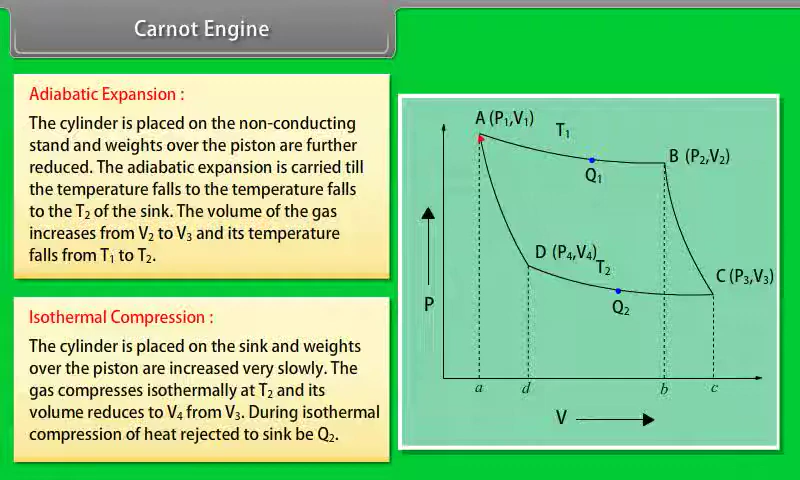 Carnot Engine
Adiabatic Expansion :
The cylinder is placed on the non-conducting
stand and weights over the piston are further
reduced. The adiabatic expansion is carried till
the temperature falls to the temperature falls
to the T₂ of the sink. The volume of the gas
increases from V₂ to V₃ and its temperature
falls from T₁ to T₂.
Isothermal Compression :
The cylinder is placed on the sink and weights
over the piston are increased very slowly. The
gas compresses isothermally at T₂ and its
volume reduces to V₄ from V₃. During isothermal
compression of heat rejected to sink be Q₂.
A (P₁,V₁)
T₁
B (P₂,V₂)
Q₁
D (P₄,V₄)
T₂
C (P₃,V₃)
Q₂
P
a
d
b
c
V